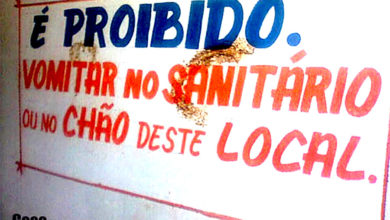 É PROIBIDO.
VOMITAR NO SANITÁRIO
OU NO CHÃO DESTE LOCAL.